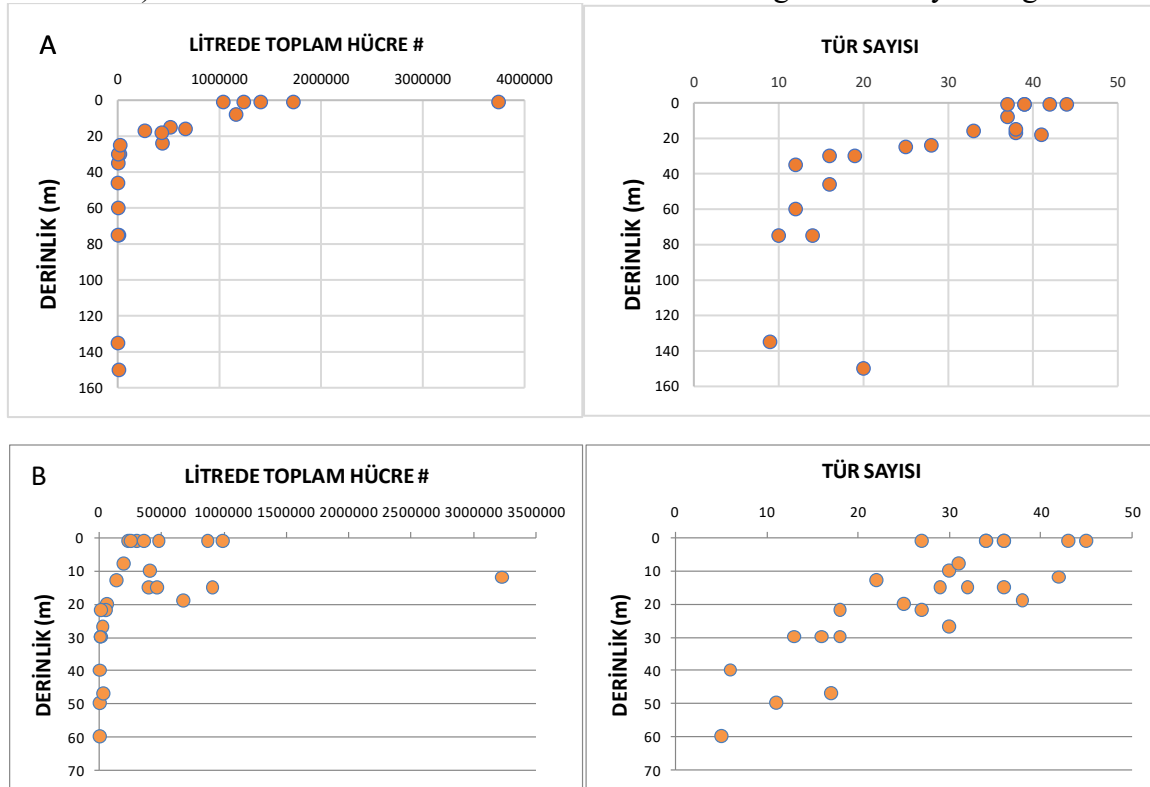 A
LİTREDE TOPLAM HÜCRE #
0 1000000 2000000 3000000 4000000
0
20
40
60
80
100
120
140
160
DERİNLİK (m)
TÜR SAYISI
0 10 20 30 40 50
0
20
40
60
80
100
120
140
160
DERİNLİK (m)
B
LİTREDE TOPLAM HÜCRE #
0 500000 1000000 1500000 2000000 2500000 3000000 3500000
0
10
20
30
40
50
60
70
DERİNLİK (m)
TÜR SAYISI
0 10 20 30 40 50
0
10
20
30
40
50
60
70
DERİNLİK (m)